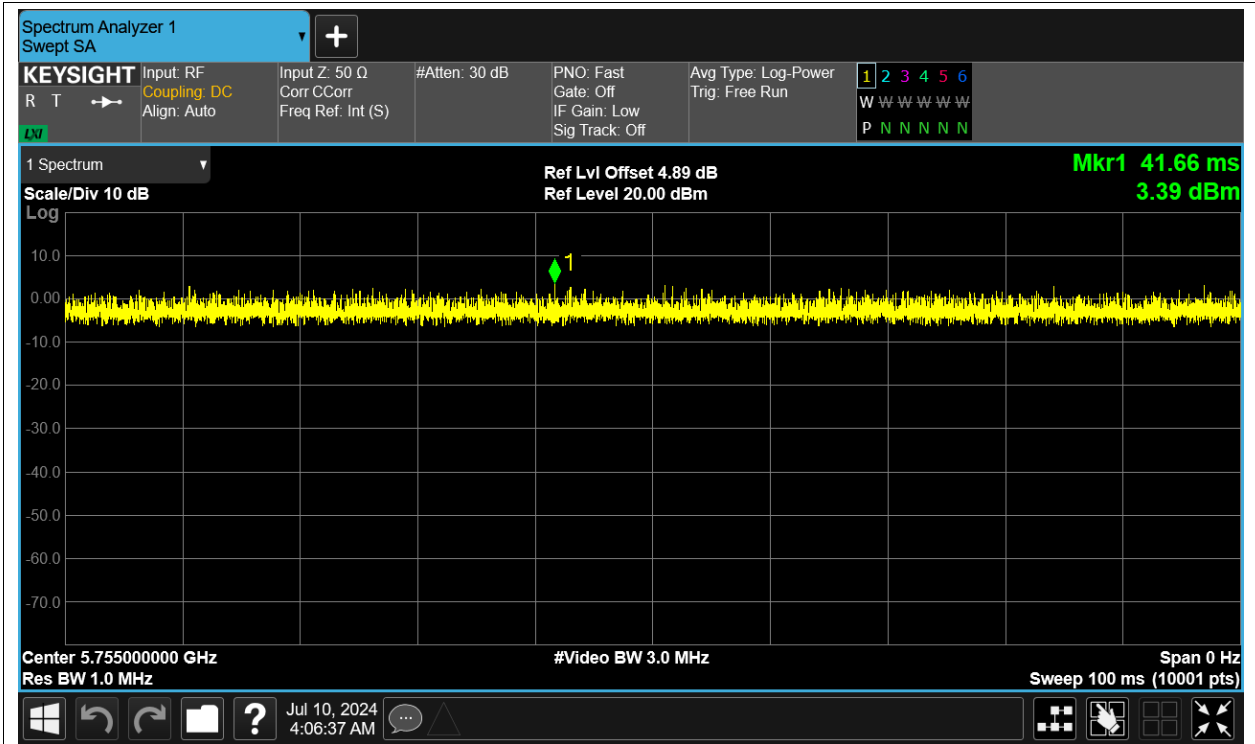 Spectrum Analyzer 1
Swept SA
KEYSIGHT
R T
LXI
Input: RF
Coupling: DC
Align: Auto
Input Z: 50 Ω
Corr CCorr
Freq Ref: Int (S)
#Atten: 30 dB
PNO: Fast
Gate: Off
IF Gain: Low
Sig Track: Off
Avg Type: Log-Power
Trig: Free Run
1 2 3 4 5 6
W W W W W W
P N N N N N
1 Spectrum
Scale/Div 10 dB
Log
Ref Lvl Offset 4.89 dB
Ref Level 20.00 dBm
Mkr1 41.66 ms
3.39 dBm
10.0
1
0.00
-10.0
-20.0
-30.0
-40.0
-50.0
-60.0
-70.0
Center 5.755000000 GHz
Res BW 1.0 MHz
#Video BW 3.0 MHz
Span 0 Hz
Sweep 100 ms (10001 pts)
?
Jul 10, 2024
4:06:37 AM